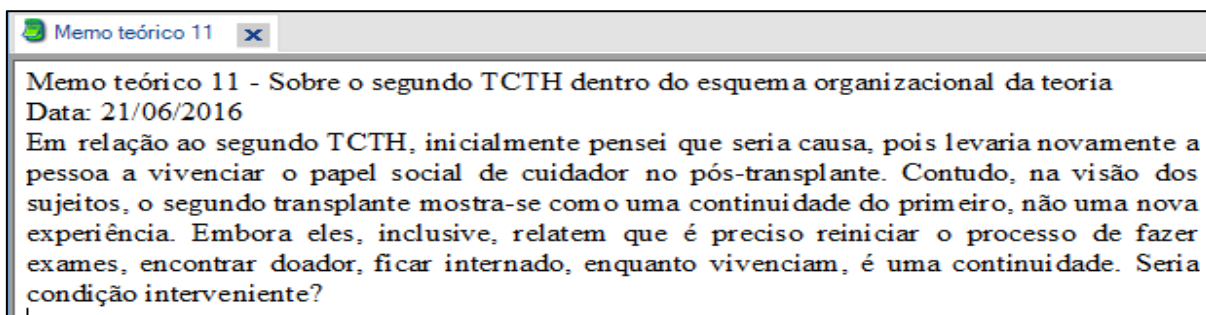 Memo teórico 11
Memo teórico 11 - Sobre o segundo TCTH dentro do esquema organizacional da teoria
Data: 21/06/2016
Em relação ao segundo TCTH, inicialmente pensei que seria causa, pois levaria novamente a
pessoa a vivenciar o papel social de cuidador no pós-transplante. Contudo, na visão dos
sujeitos, o segundo transplante mostra-se como uma continuidade do primeiro, não uma nova
experiência. Embora eles, inclusive, relatem que é preciso reiniciar o processo de fazer
exames, encontrar doador, ficar internado, enquanto vivenciam, é uma continuidade. Seria
condição interveniente?